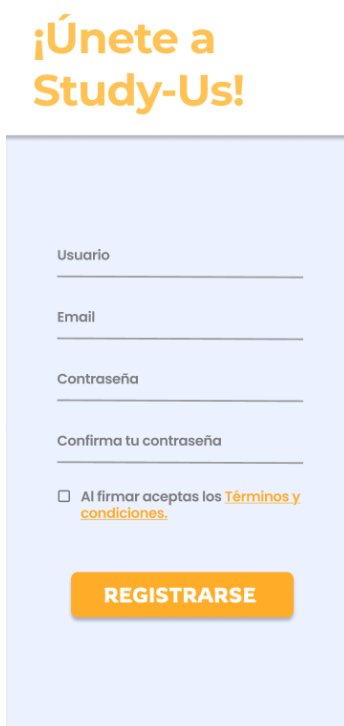 ¡Únete a
Study-Us!
Usuario
Email
Contraseña
Confirma tu contraseña
Al firmar aceptas los Términos y
condiciones.
REGISTRARSE